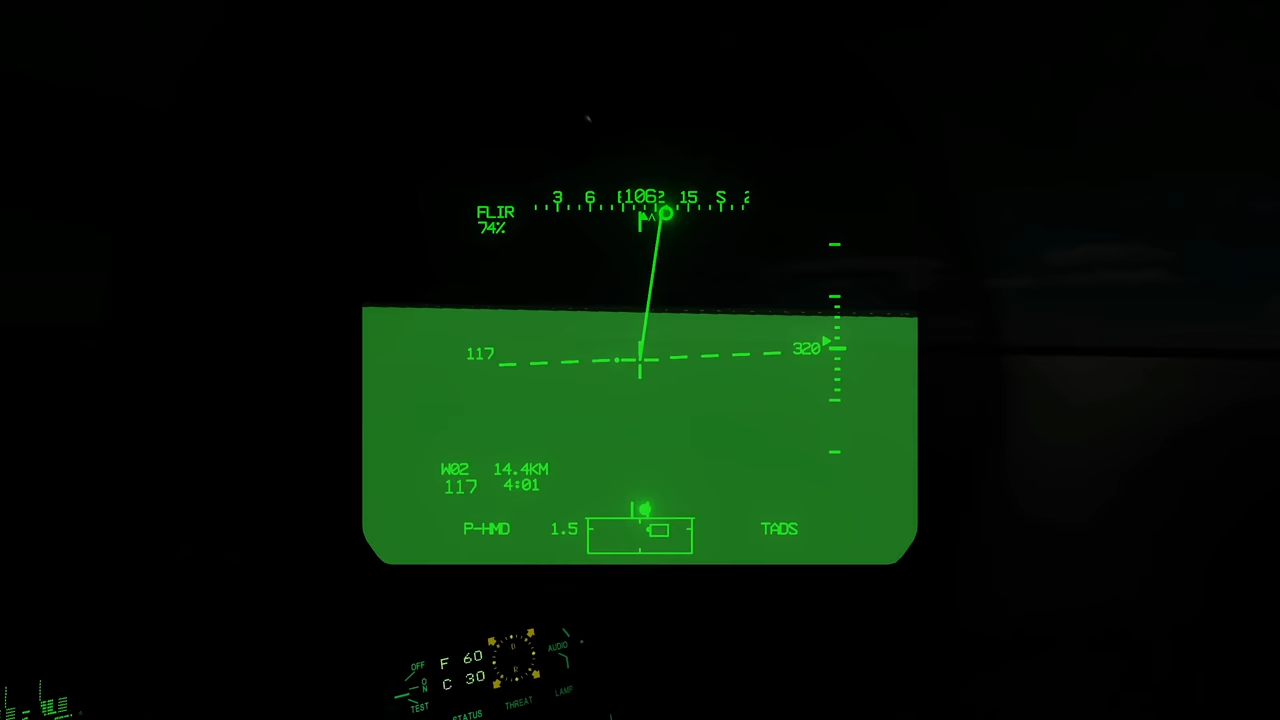 3 6 106 15 S
FLIR
74%
117
320
W02 14.4KM
117 4:01
P-HMD 1.5 TADS
OFF F 60
ON C 30
TEST
STATUS
THREAT
AUDIO
LAMP